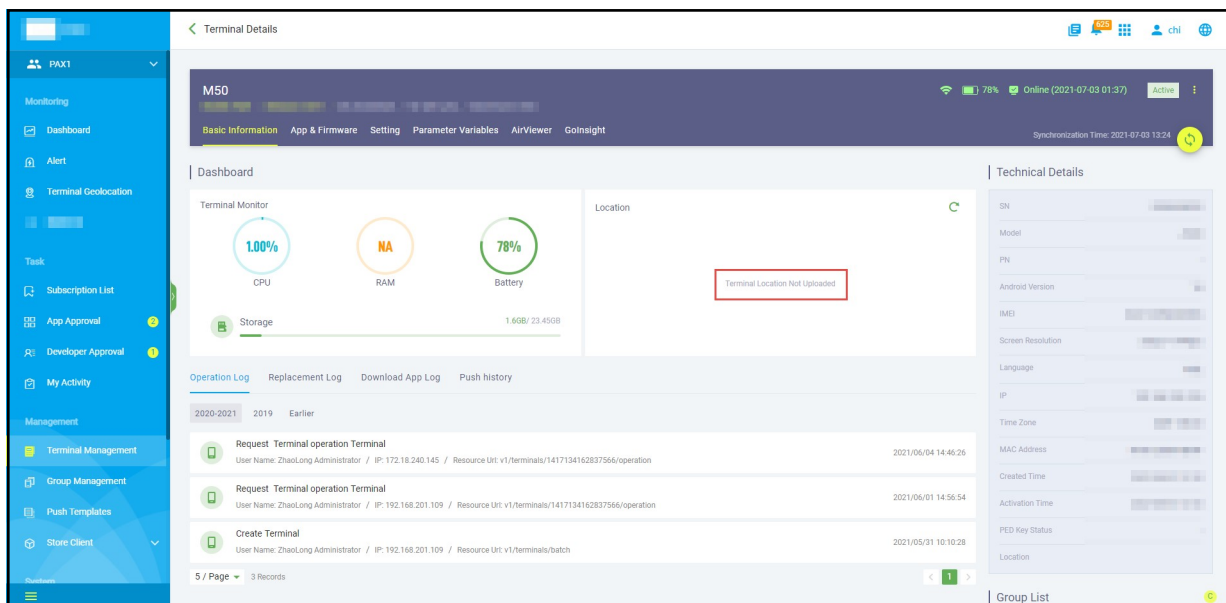 Terminal Details
625
chi
PAX1
Monitoring
Dashboard
Alert
Terminal Geolocation
Task
Subscription List
App Approval 2
Developer Approval 1
My Activity
Management
Terminal Management
Group Management
Push Templates
Store Client
System
M50
78% Online (2021-07-03 01:37) Active
Basic Information App & Firmware Setting Parameter Variables AirViewer GoInsight
Synchronization Time: 2021-07-03 13:24
Dashboard
Terminal Monitor
1.00% NA 78%
CPU RAM Battery
Storage 1.6GB/ 23.45GB
Location
Terminal Location Not Uploaded
Operation Log Replacement Log Download App Log Push history
2020-2021 2019 Earlier
Request Terminal operation Terminal
User Name: ZhaoLong Administrator / IP: 172.18.240.145 / Resource Url: v1/terminals/1417134162837566/operation
2021/06/04 14:46:26
Request Terminal operation Terminal
User Name: ZhaoLong Administrator / IP: 192.168.201.109 / Resource Url: v1/terminals/1417134162837566/operation
2021/06/01 14:56:54
Create Terminal
User Name: ZhaoLong Administrator / IP: 192.168.201.109 / Resource Url: v1/terminals/batch
2021/05/31 10:10:28
5 / Page 3 Records
< 1 >
Technical Details
SN
Model
PN
Android Version
IMEI
Screen Resolution
Language
IP
Time Zone
MAC Address
Created Time
Activation Time
PED Key Status
Location
Group List
C